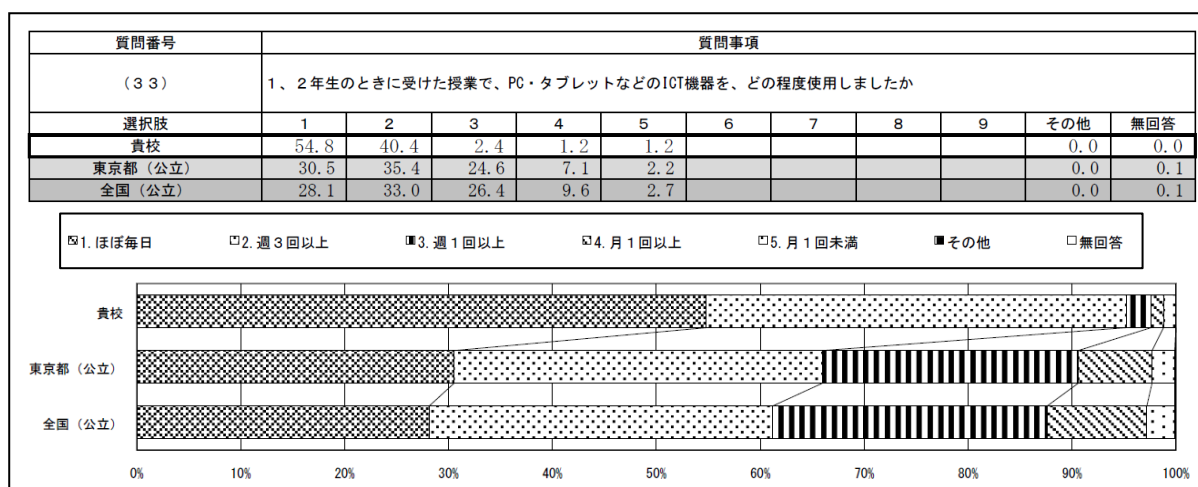 質問番号 質問事項
(33) 1、2年生のときに受けた授業で、PC・タブレットなどのICT機器を、どの程度使用しましたか
選択肢 1 2 3 4 5 6 7 8 9 その他 無回答
貴校 54.8 40.4 2.4 1.2 1.2 0.0 0.0
東京都（公立） 30.5 35.4 24.6 7.1 2.2 0.0 0.1
全国（公立） 28.1 33.0 26.4 9.6 2.7 0.0 0.1
1. ほぼ毎日 2. 週３回以上 3. 週１回以上 4. 月１回以上 5. 月１回未満 その他 無回答
貴校
東京都（公立）
全国（公立）
0% 10% 20% 30% 40% 50% 60% 70% 80% 90% 100%